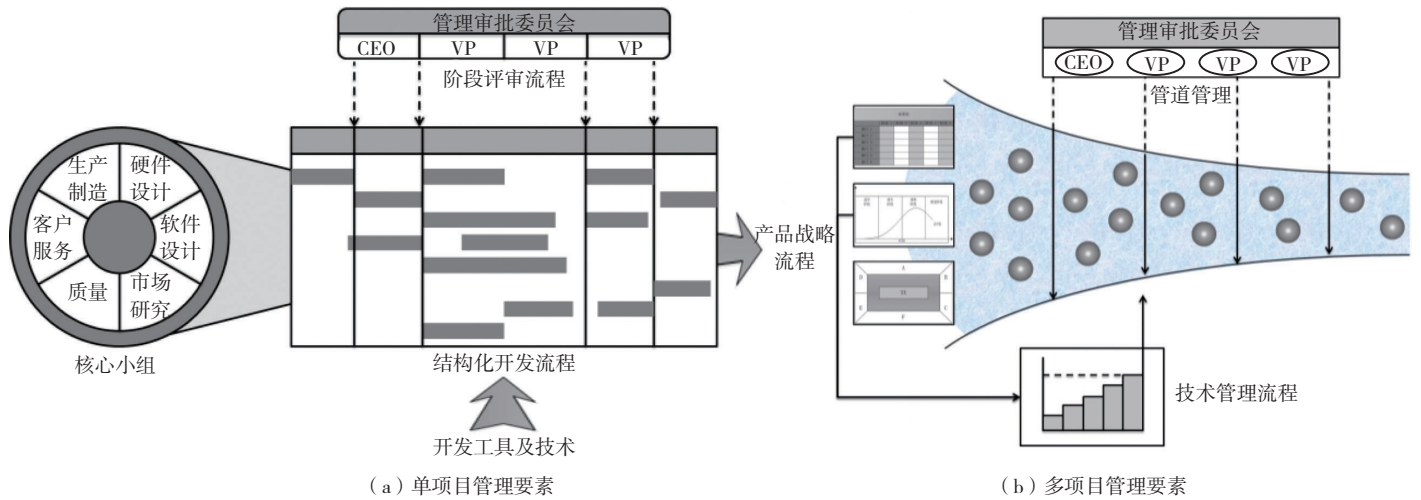 管理审批委员会
CEO VP VP VP
阶段评审流程
生产
制造
硬件
设计
客户
服务
软件
设计
质量
市场
研究
核心小组
结构化开发流程
开发工具及技术
(a)单项目管理要素
管理审批委员会
CEO VP VP VP
管道管理
产品战略
流程
A
D B
E C
F
技术管理流程
(b)多项目管理要素